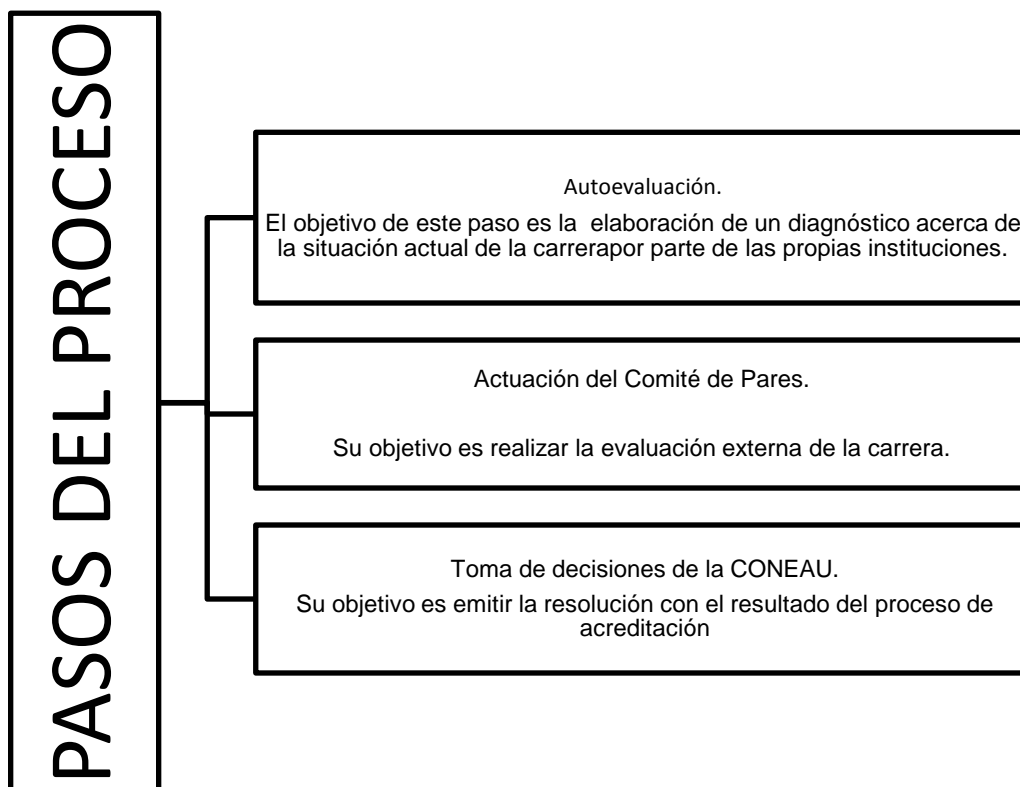 PASOS DEL PROCESO
Autoevaluación.
El objetivo de este paso es la elaboración de un diagnóstico acerca de
la situación actual de la carrerapor parte de las propias instituciones.
Actuación del Comité de Pares.
Su objetivo es realizar la evaluación externa de la carrera.
Toma de decisiones de la CONEAU.
Su objetivo es emitir la resolución con el resultado del proceso de
acreditación